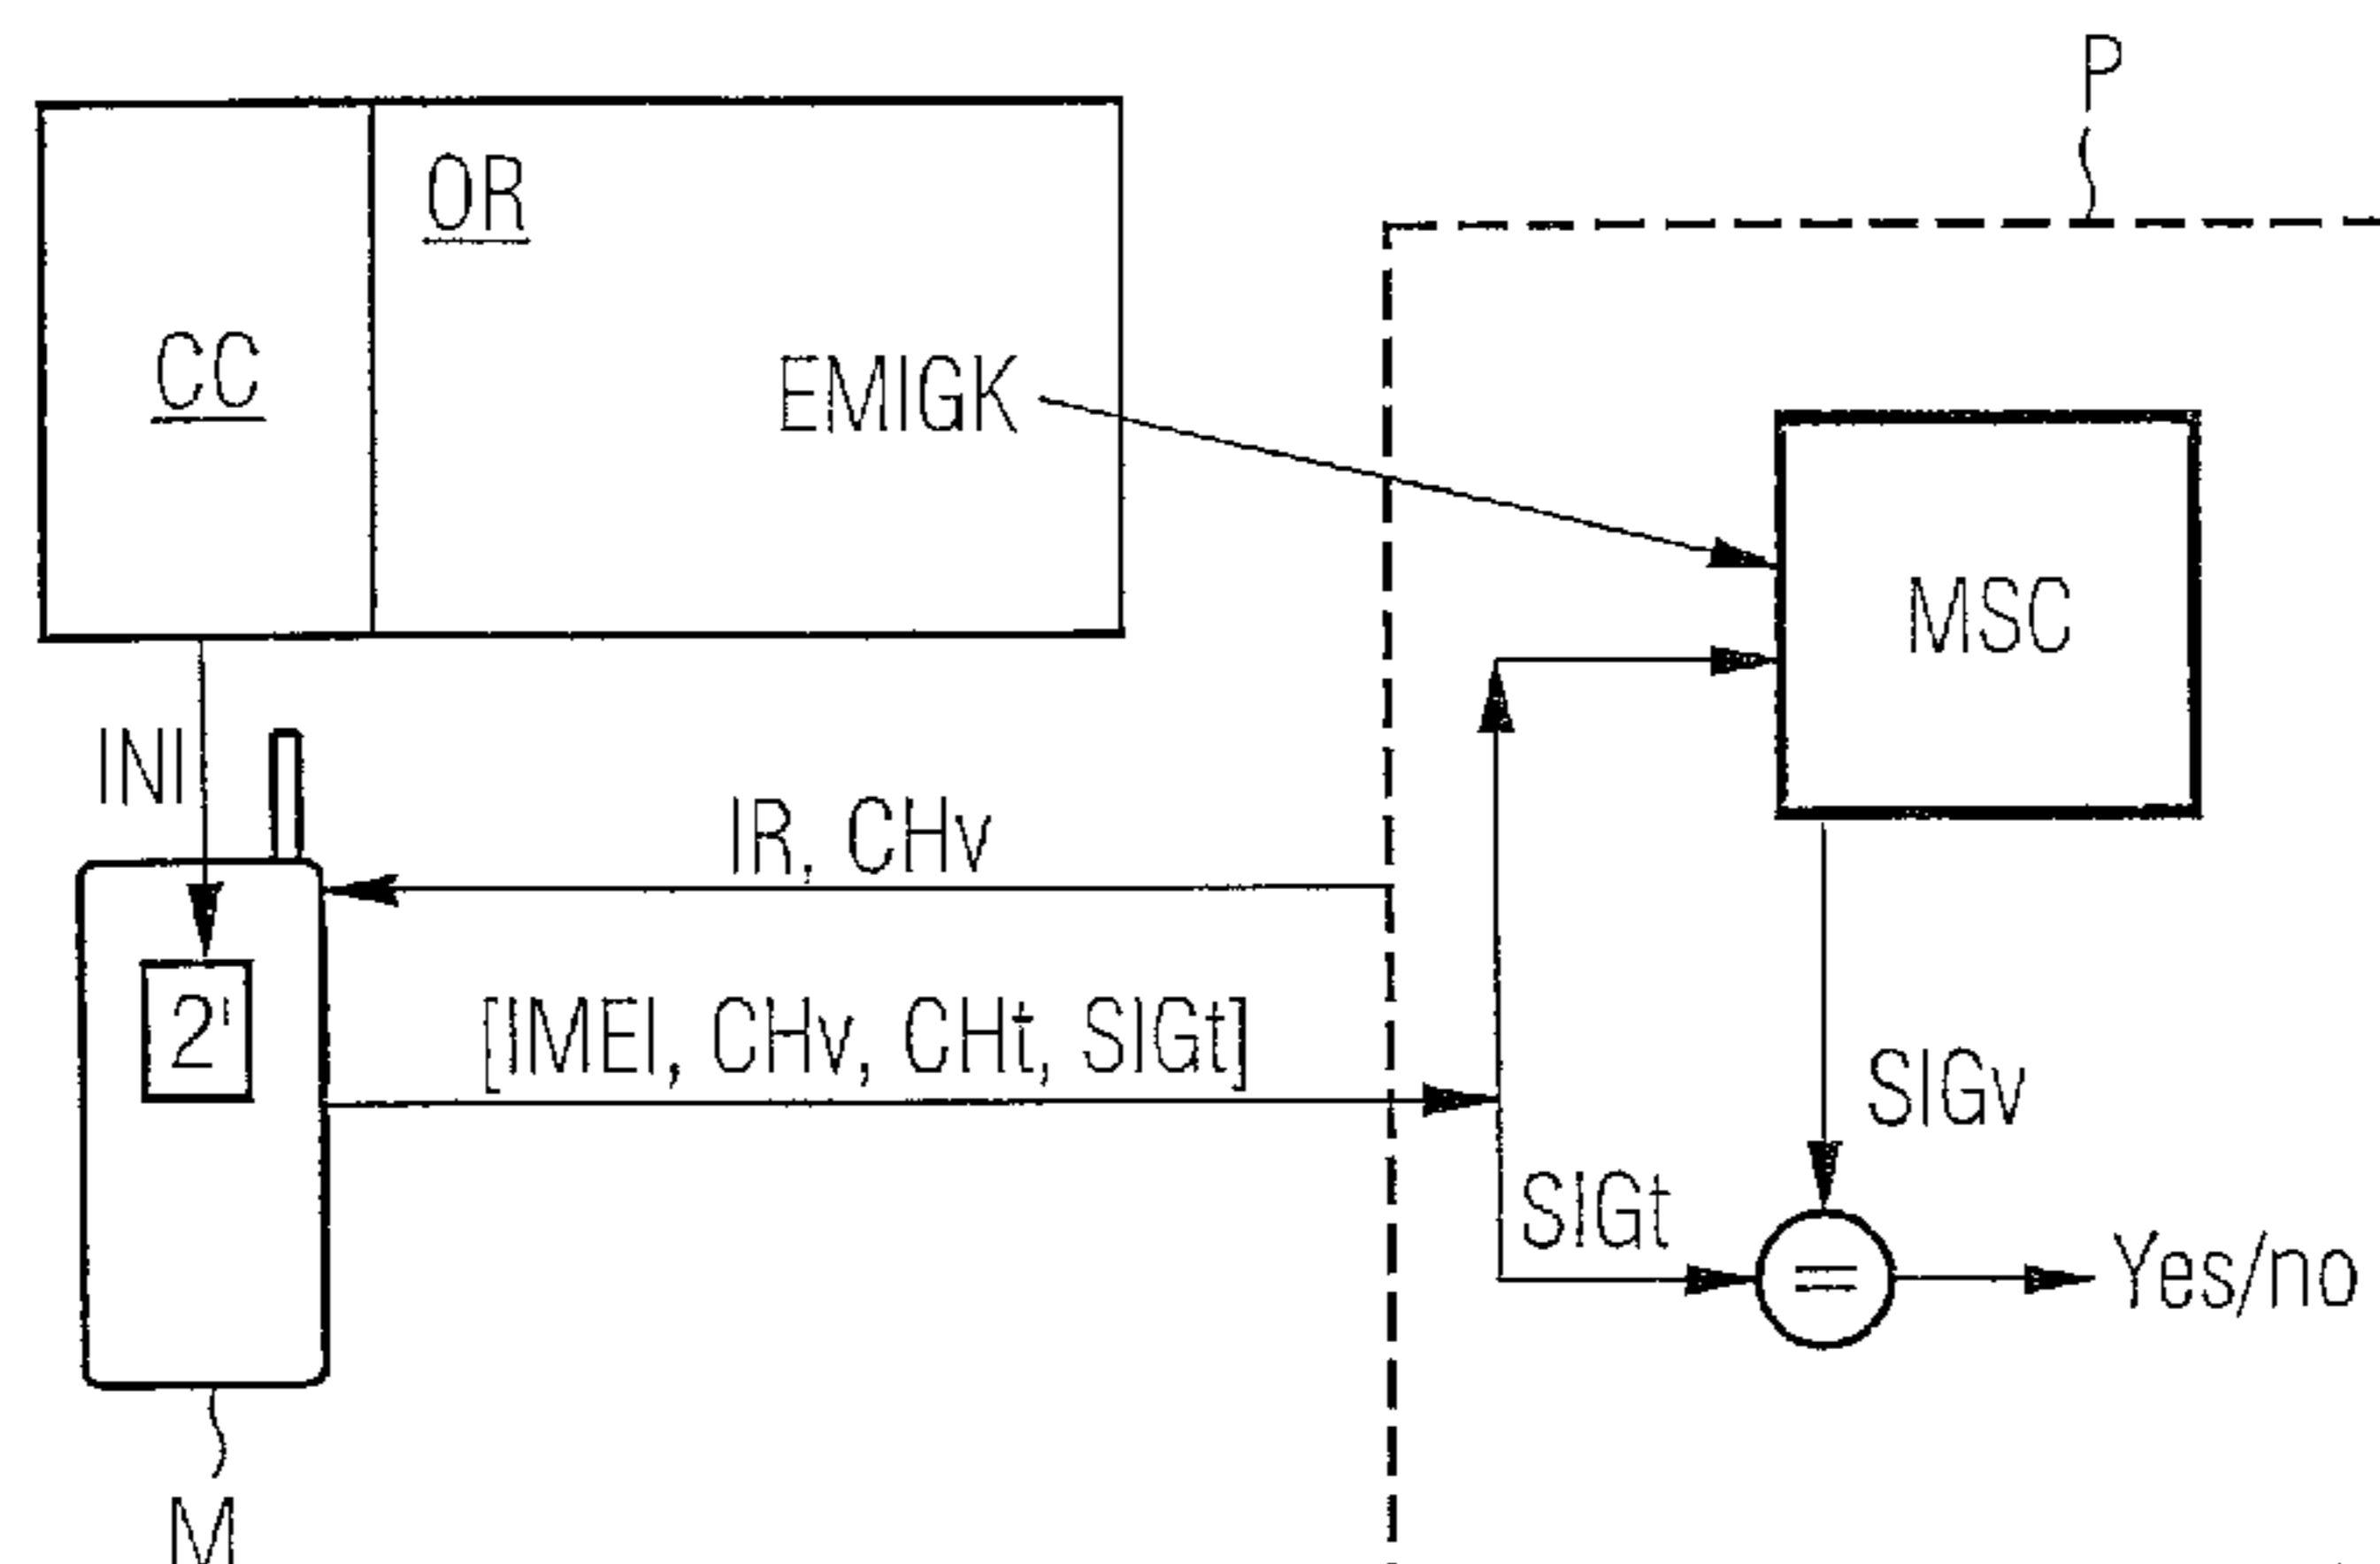 P
OR
CC
EMIGK
MSC
INI
IR, CHv
2'
[IMEI, CHv, CHt, SIGt]
SIGv
SIGt
=
Yes/no
M